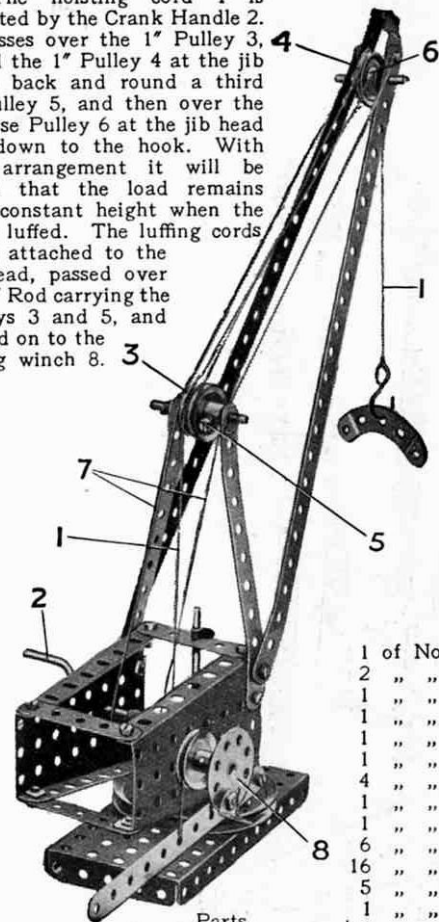 hoisting cord 1 is
ted by the Crank Handle 2.
sses over the 1″ Pulley 3,
the 1″ Pulley 4 at the jib
back and round a third
lley 5, and then over the
se Pulley 6 at the jib head
down to the hook. With
arrangement it will be
that the load remains
constant height when the
luffed. The luffing cords
attached to the
ead, passed over
Rod carrying the
ys 3 and 5, and
d on to the
g winch 8.
4
6
1
3
7
1
5
2
8
1 of No
2 „ „
1 „ „
1 „ „
1 „ „
1 „ „
4 „ „
1 „ „
1 „ „
6 „ „
16 „ „
5 „ „
1 „ „
Parts